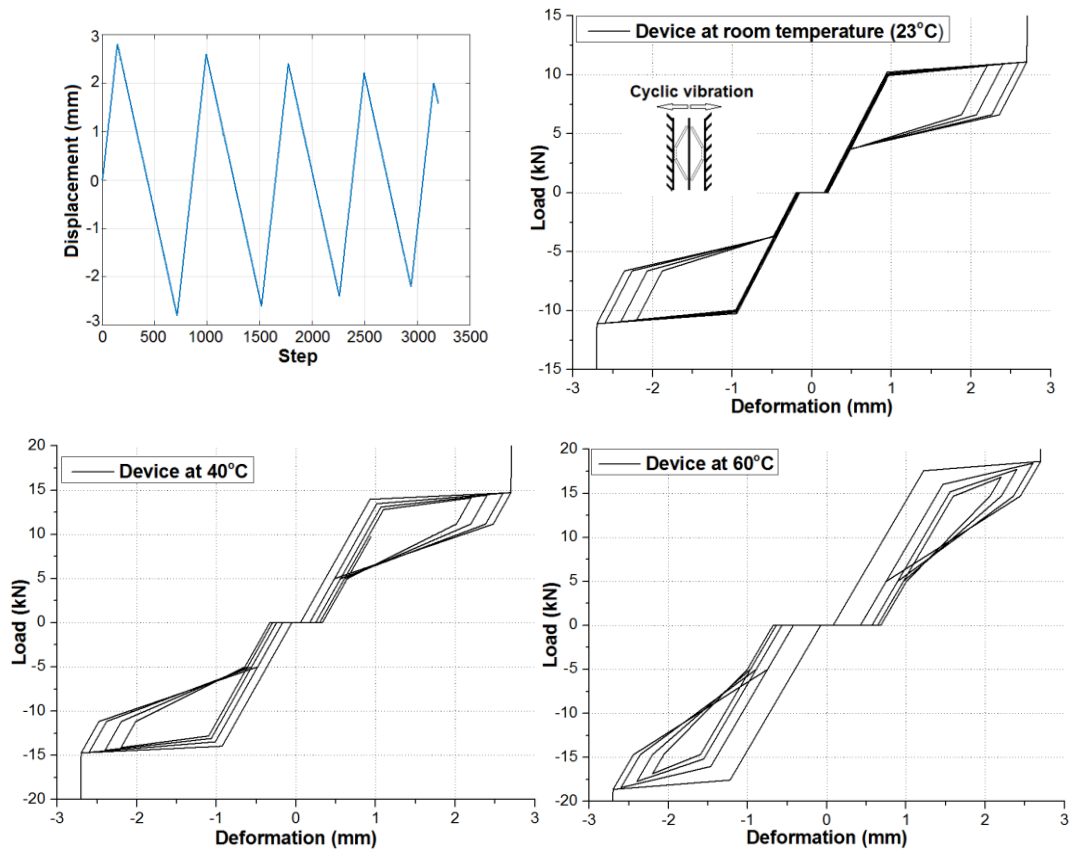 3
2
1
0
-1
-2
-3
0 500 1000 1500 2000 2500 3000 3500
Displacement (mm)
Step
15
10
5
0
-5
-10
-15
-3 -2 -1 0 1 2 3
Load (kN)
Deformation (mm)
Device at room temperature (23°C)
Cyclic vibration
20
15
10
5
0
-5
-10
-15
-20
-3 -2 -1 0 1 2 3
Load (kN)
Deformation (mm)
Device at 40°C
20
15
10
5
0
-5
-10
-15
-20
-3 -2 -1 0 1 2 3
Load (kN)
Deformation (mm)
Device at 60°C